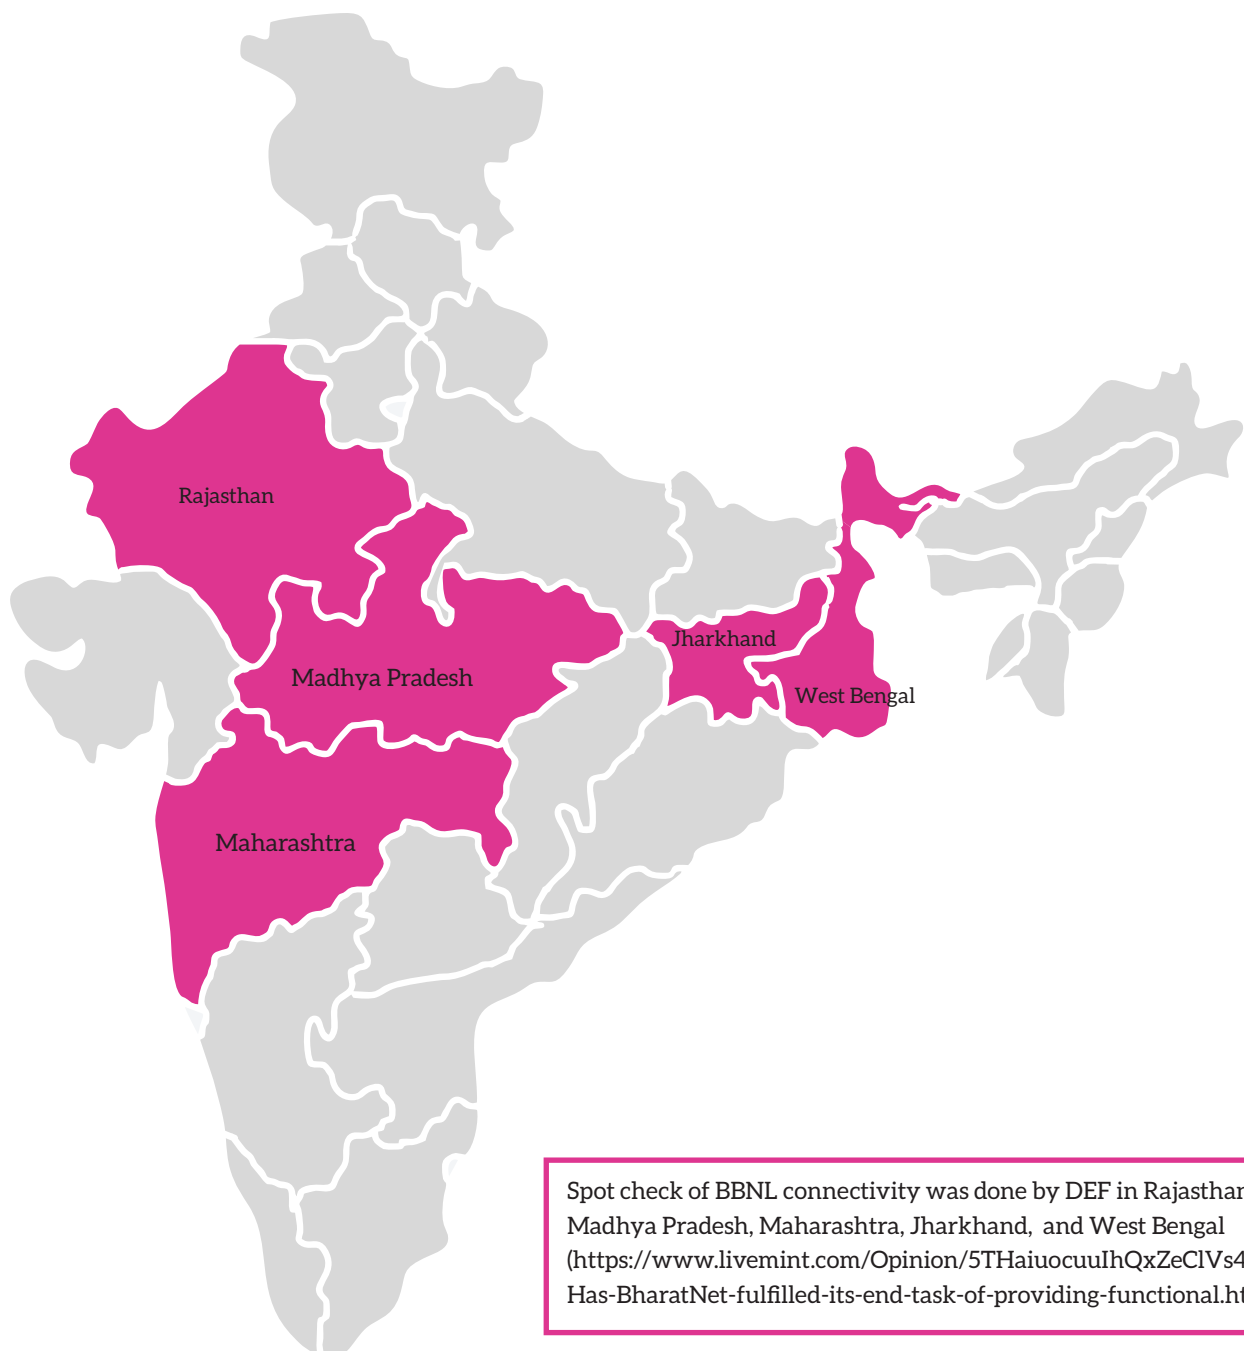 Rajasthan
Jharkhand
Madhya Pradesh
West Bengal
Maharashtra
Spot check of BBNL connectivity was done by DEF in Rajasthan
Madhya Pradesh, Maharashtra, Jharkhand, and West Bengal
(https://www.livemint.com/Opinion/5THaiuocuuIhQxZeClVs4
Has-BharatNet-fulfilled-its-end-task-of-providing-functional.ht